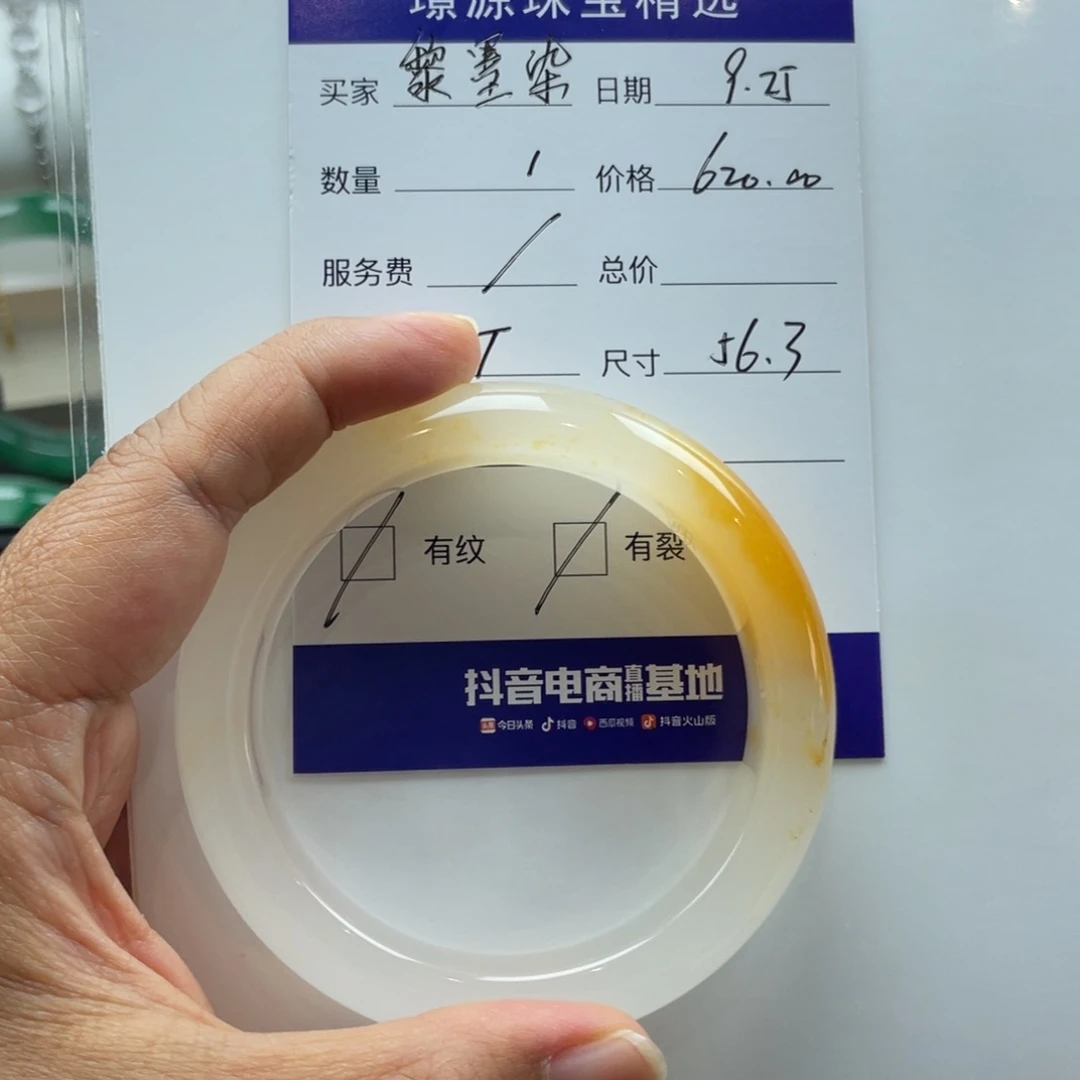 璟源珠宝精选
买家 黎墨染 日期 9.25
数量 1 价格 620.00
服务费 / 总价
T 尺寸 56.3
有纹 有裂
抖音电商直播基地
今日头条 抖音 西瓜视频 抖音火山版